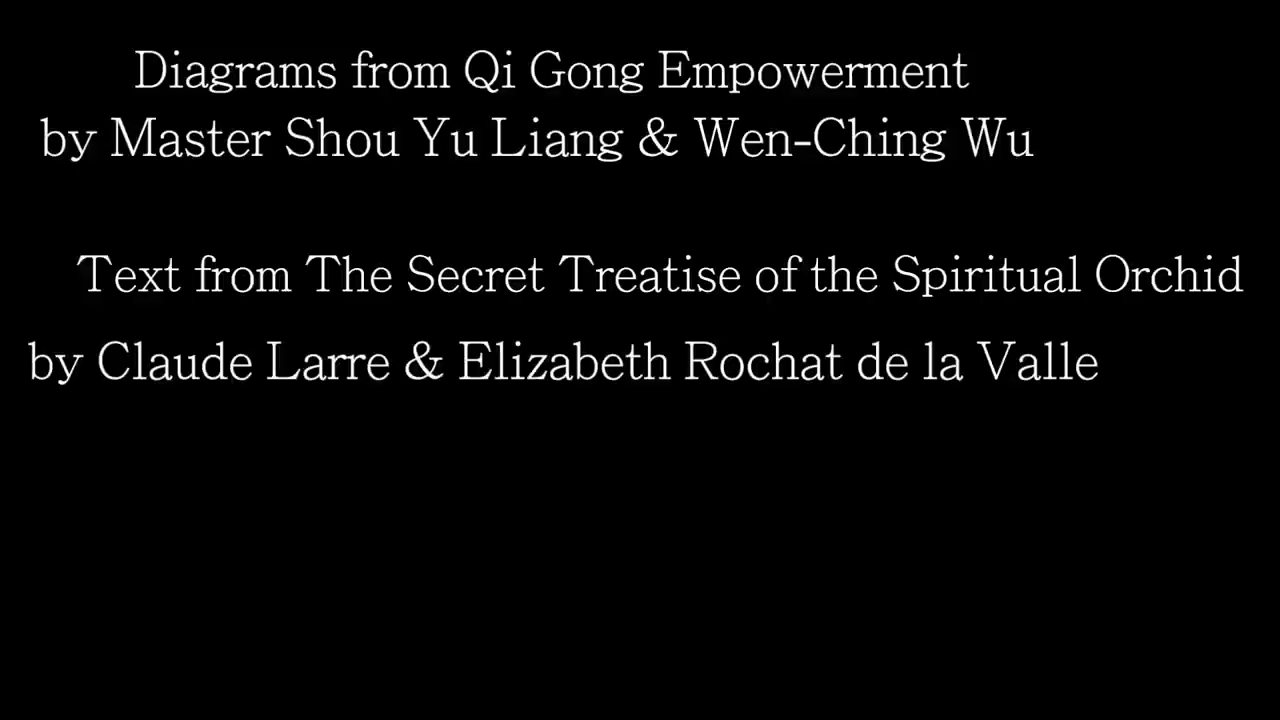 Diagrams from Qi Gong Empowerment
by Master Shou Yu Liang & Wen-Ching Wu
Text from The Secret Treatise of the Spiritual Orchid
by Claude Larre & Elizabeth Rochat de la Valle